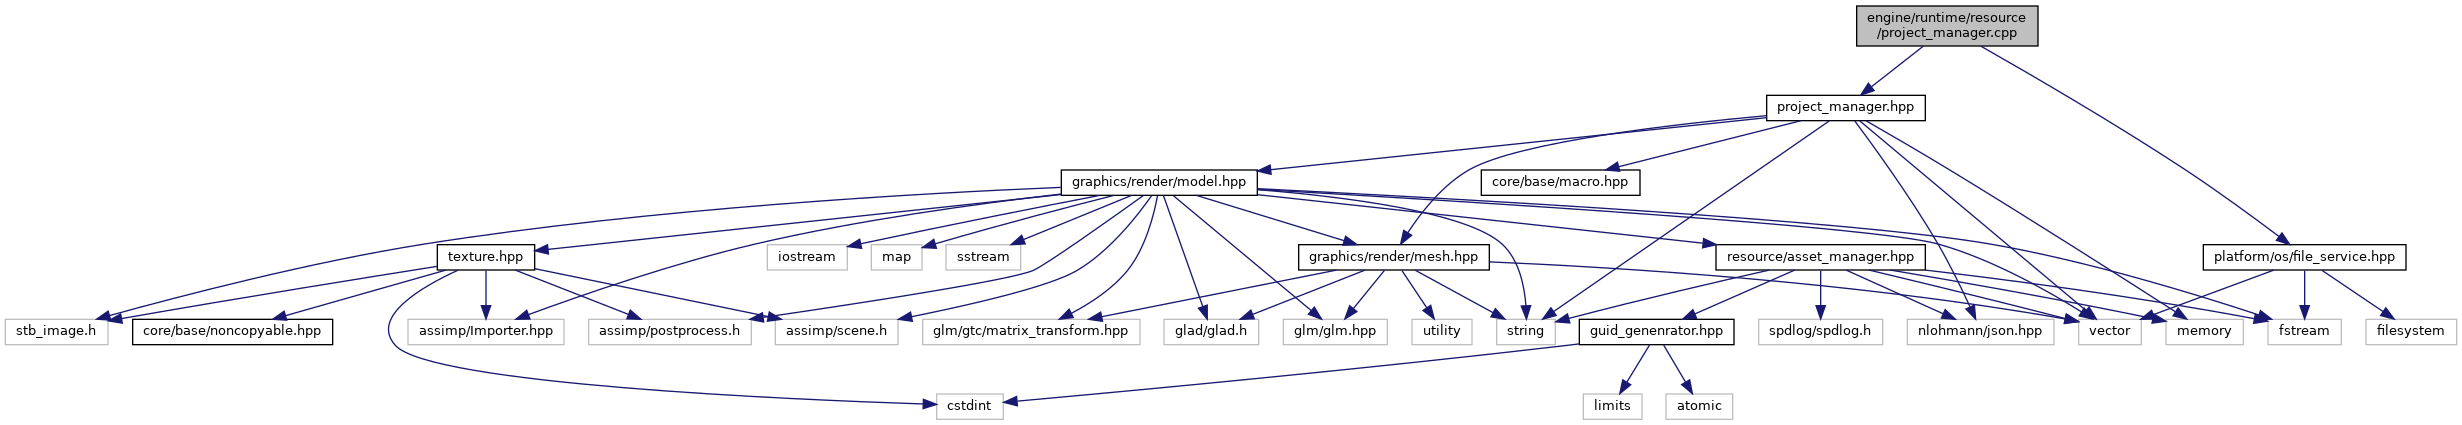 engine/runtime/resource
/project_manager.cpp
project_manager.hpp
graphics/render/model.hpp
core/base/macro.hpp
texture.hpp
iostream
map
sstream
graphics/render/mesh.hpp
resource/asset_manager.hpp
platform/os/file_service.hpp
stb_image.h
core/base/noncopyable.hpp
assimp/Importer.hpp
assimp/postprocess.h
assimp/scene.h
glm/gtc/matrix_transform.hpp
glad/glad.h
glm/glm.hpp
utility
string
guid_genenrator.hpp
spdlog/spdlog.h
nlohmann/json.hpp
vector
memory
fstream
filesystem
cstdint
limits
atomic